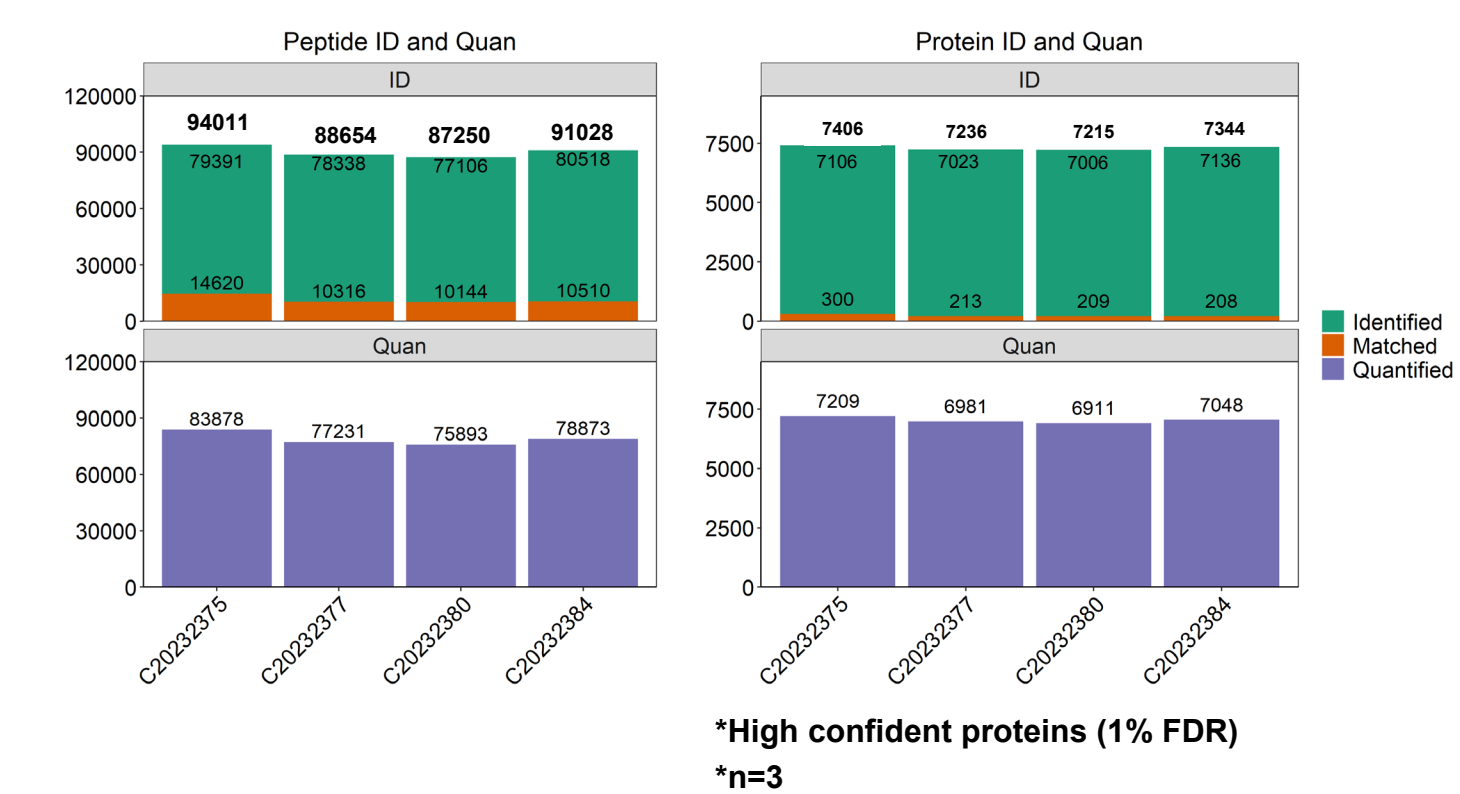 Peptide ID and Quan
ID
120000
90000
60000
30000
0
94011
88654
87250
91028
79391
78338
77106
80518
14620
10316
10144
10510
Quan
120000
90000
60000
30000
0
83878
77231
75893
78873
C20232375
C20232377
C20232380
C20232384
Protein ID and Quan
ID
7500
5000
2500
0
7406
7236
7215
7344
7106
7023
7006
7136
300
213
209
208
Quan
7500
5000
2500
0
7209
6981
6911
7048
C20232375
C20232377
C20232380
C20232384
Identified
Matched
Quantified
*High confident proteins (1% FDR)
*n=3